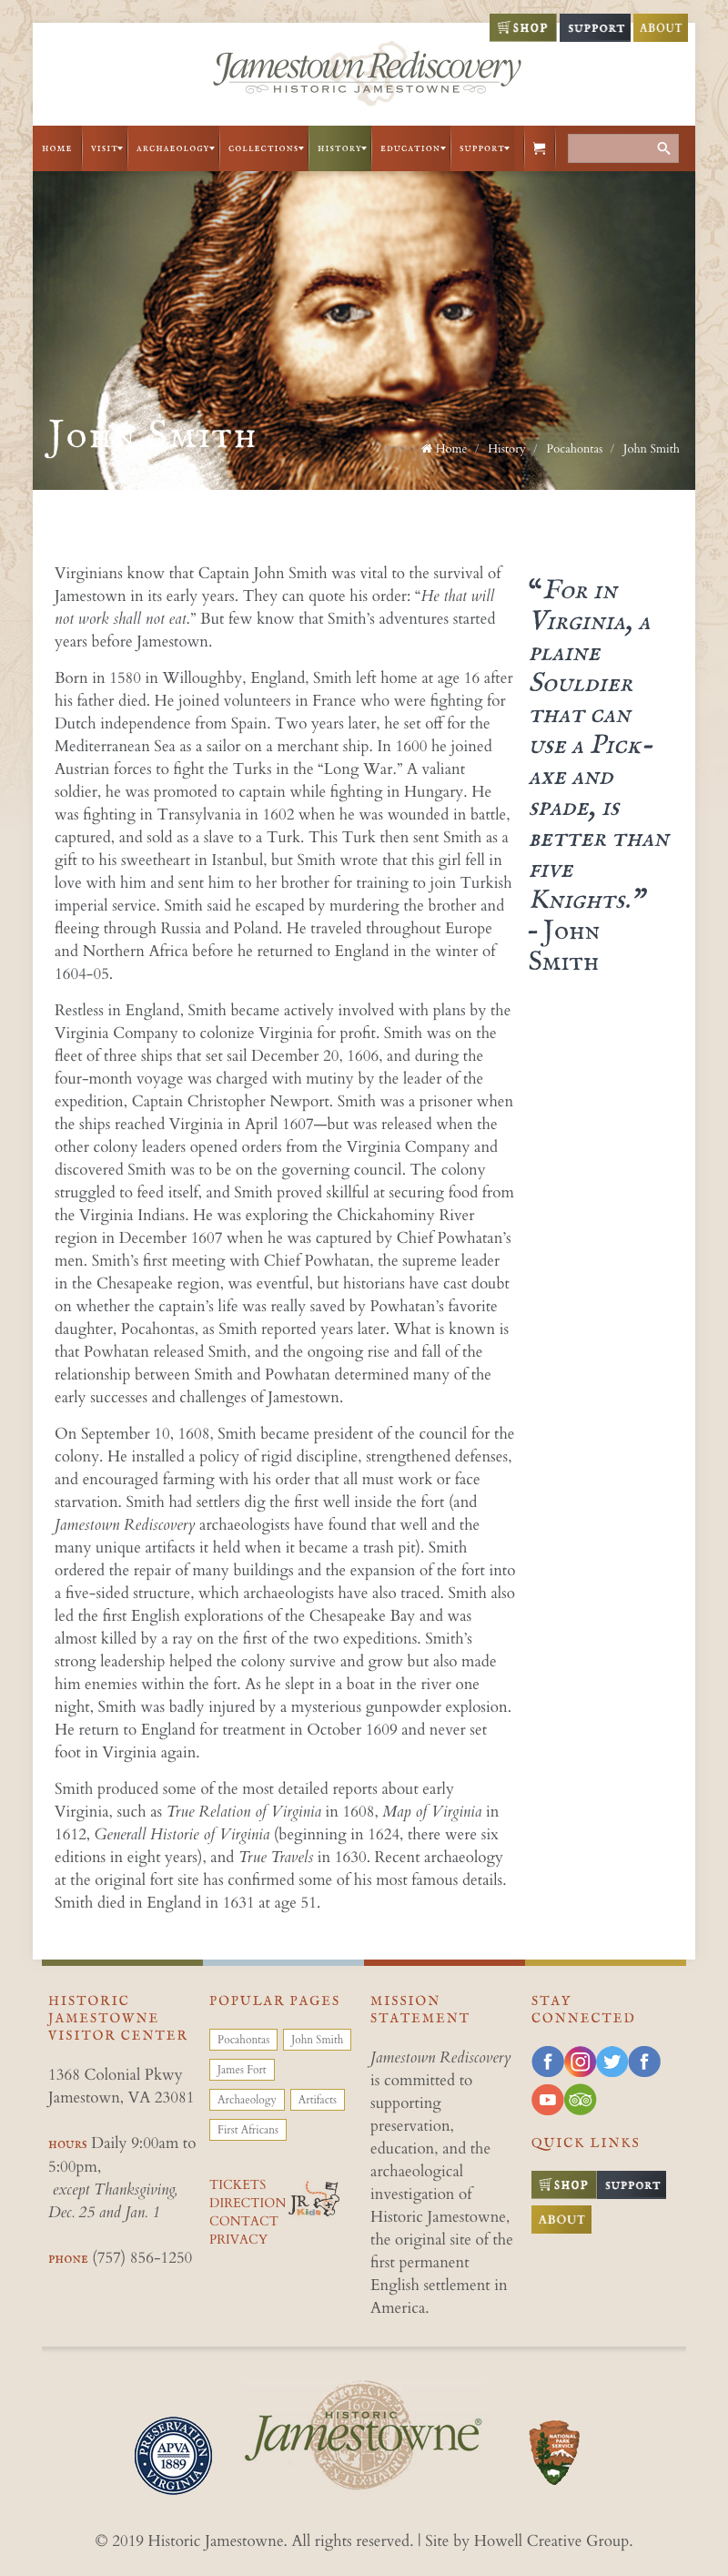 SHOP SUPPORT ABOUT
Jamestown Rediscovery
HISTORIC JAMESTOWNE
HOME VISIT ARCHAEOLOGY COLLECTIONS HISTORY EDUCATION SUPPORT
John Smith
Home / History / Pocahontas / John Smith
Virginians know that Captain John Smith was vital to the survival of
Jamestown in its early years. They can quote his order: “He that will
not work shall not eat.” But few know that Smith’s adventures started
years before Jamestown.
Born in 1580 in Willoughby, England, Smith left home at age 16 after
his father died. He joined volunteers in France who were fighting for
Dutch independence from Spain. Two years later, he set off for the
Mediterranean Sea as a sailor on a merchant ship. In 1600 he joined
Austrian forces to fight the Turks in the “Long War.” A valiant
soldier, he was promoted to captain while fighting in Hungary. He
was fighting in Transylvania in 1602 when he was wounded in battle,
captured, and sold as a slave to a Turk. This Turk then sent Smith as a
gift to his sweetheart in Istanbul, but Smith wrote that this girl fell in
love with him and sent him to her brother for training to join Turkish
imperial service. Smith said he escaped by murdering the brother and
fleeing through Russia and Poland. He traveled throughout Europe
and Northern Africa before he returned to England in the winter of
1604-05.
Restless in England, Smith became actively involved with plans by the
Virginia Company to colonize Virginia for profit. Smith was on the
fleet of three ships that set sail December 20, 1606, and during the
four-month voyage was charged with mutiny by the leader of the
expedition, Captain Christopher Newport. Smith was a prisoner when
the ships reached Virginia in April 1607—but was released when the
other colony leaders opened orders from the Virginia Company and
discovered Smith was to be on the governing council. The colony
struggled to feed itself, and Smith proved skillful at securing food from
the Virginia Indians. He was exploring the Chickahominy River
region in December 1607 when he was captured by Chief Powhatan’s
men. Smith’s first meeting with Chief Powhatan, the supreme leader
in the Chesapeake region, was eventful, but historians have cast doubt
on whether the captain’s life was really saved by Powhatan’s favorite
daughter, Pocahontas, as Smith reported years later. What is known is
that Powhatan released Smith, and the ongoing rise and fall of the
relationship between Smith and Powhatan determined many of the
early successes and challenges of Jamestown.
On September 10, 1608, Smith became president of the council for the
colony. He installed a policy of rigid discipline, strengthened defenses,
and encouraged farming with his order that all must work or face
starvation. Smith had settlers dig the first well inside the fort (and
Jamestown Rediscovery archaeologists have found that well and the
many unique artifacts it held when it became a trash pit). Smith
ordered the repair of many buildings and the expansion of the fort into
a five-sided structure, which archaeologists have also traced. Smith also
led the first English explorations of the Chesapeake Bay and was
almost killed by a ray on the first of the two expeditions. Smith’s
strong leadership helped the colony survive and grow but also made
him enemies within the fort. As he slept in a boat in the river one
night, Smith was badly injured by a mysterious gunpowder explosion.
He return to England for treatment in October 1609 and never set
foot in Virginia again.
Smith produced some of the most detailed reports about early
Virginia, such as True Relation of Virginia in 1608, Map of Virginia in
1612, Generall Historie of Virginia (beginning in 1624, there were six
editions in eight years), and True Travels in 1630. Recent archaeology
at the original fort site has confirmed some of his most famous details.
Smith died in England in 1631 at age 51.
“For in
Virginia, a
plaine
Souldier
that can
use a Pick-
axe and
spade, is
better than
five
Knights.”
- John
Smith
HISTORIC
JAMESTOWNE
VISITOR CENTER
1368 Colonial Pkwy
Jamestown, VA 23081
HOURS Daily 9:00am to
5:00pm,
except Thanksgiving,
Dec. 25 and Jan. 1
PHONE (757) 856-1250
POPULAR PAGES
Pocahontas John Smith
James Fort
Archaeology Artifacts
First Africans
TICKETS
DIRECTION
CONTACT
PRIVACY
JR Kids
MISSION
STATEMENT
Jamestown Rediscovery
is committed to
supporting
preservation,
education, and the
archaeological
investigation of
Historic Jamestowne,
the original site of the
first permanent
English settlement in
America.
STAY
CONNECTED
QUICK LINKS
SHOP SUPPORT
ABOUT
PRESERVATION
APVA
1889
VIRGINIA
1607
HISTORIC
Jamestowne®
NATIONAL
PARK
SERVICE
© 2019 Historic Jamestowne. All rights reserved. | Site by Howell Creative Group.